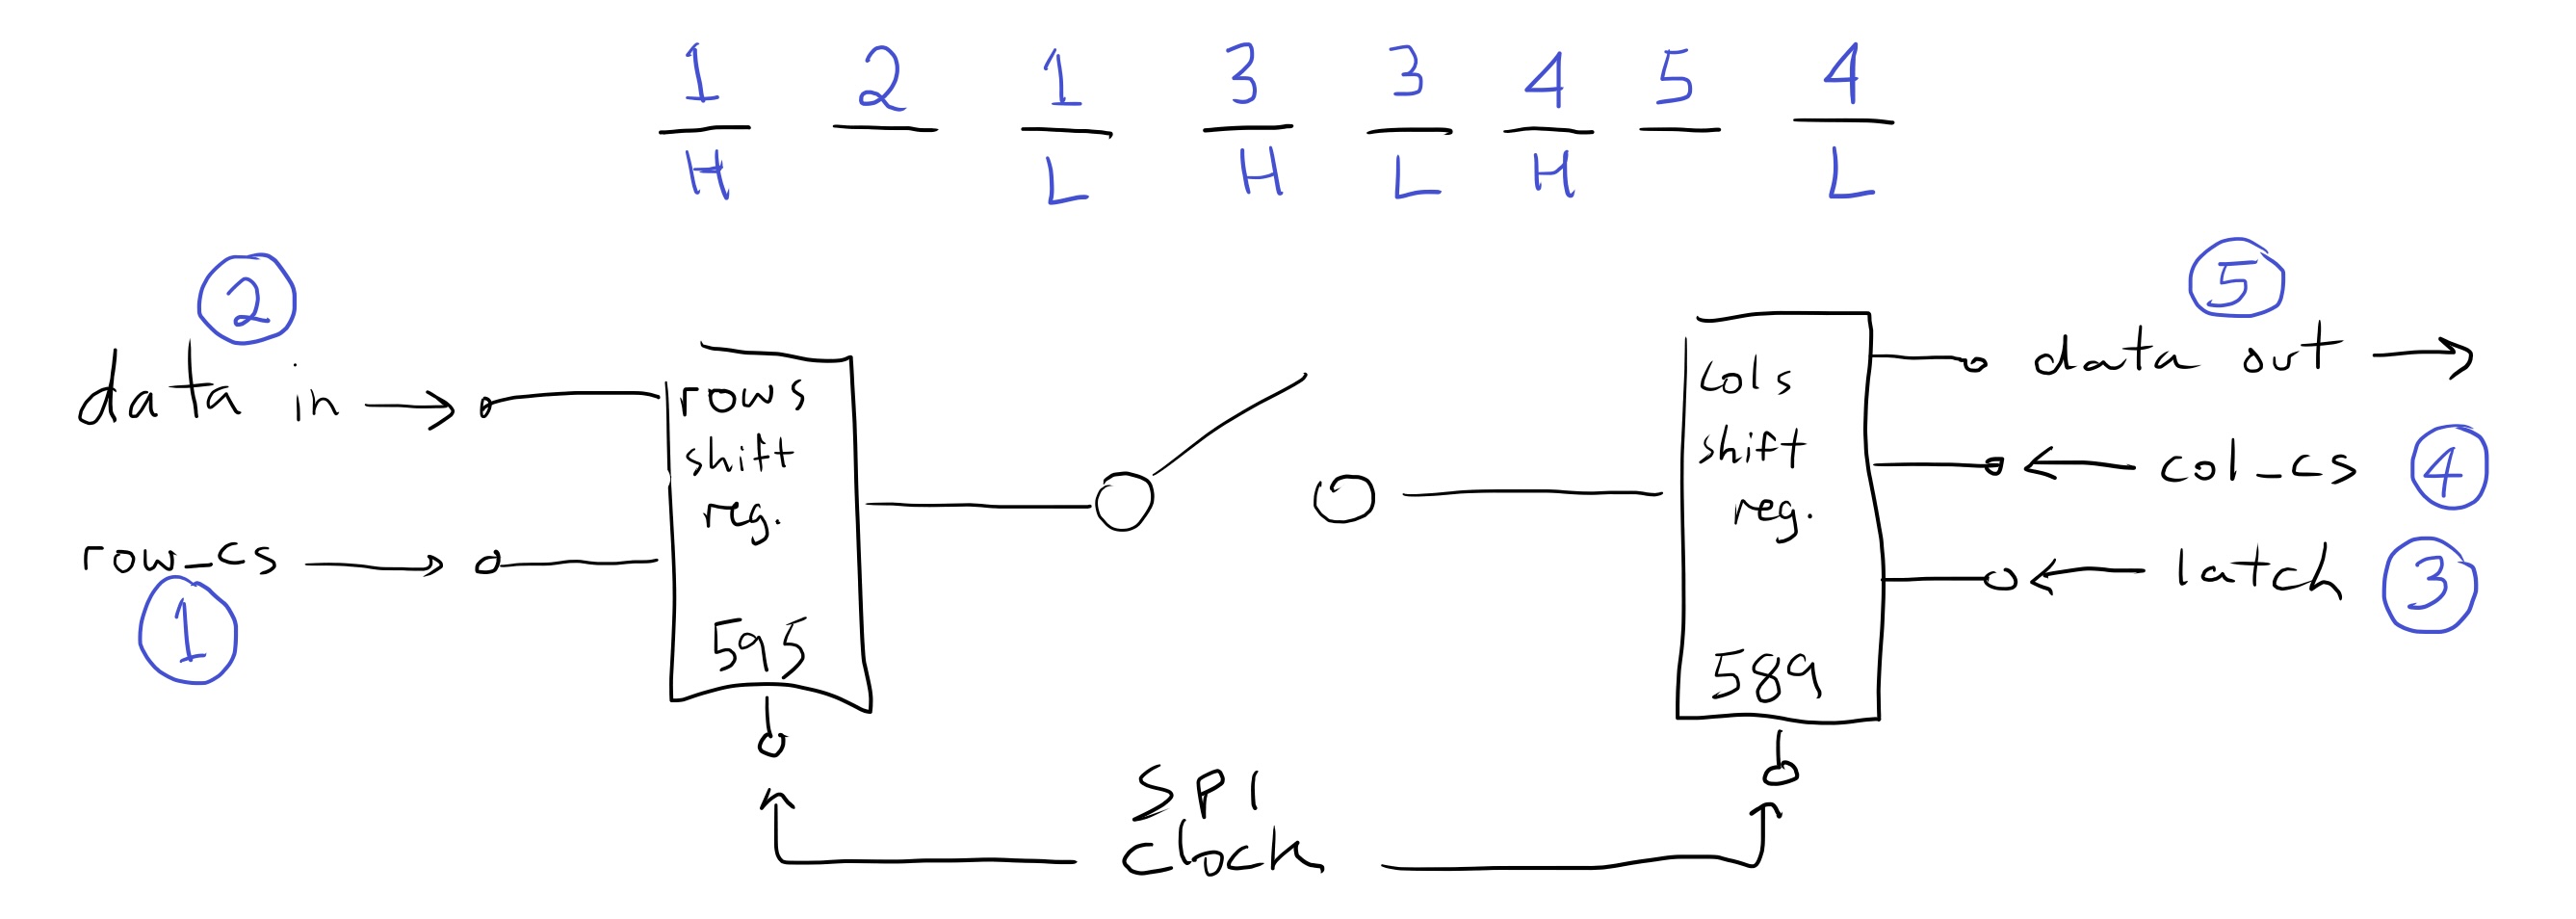 1 2 1 3 3 4 5 4
H L H L H L
2
data in →
row_cs →
1
rows
shift
reg.
595
cols
shift
reg.
589
5
data out →
← col_cs 4
← latch 3
SPI
clock